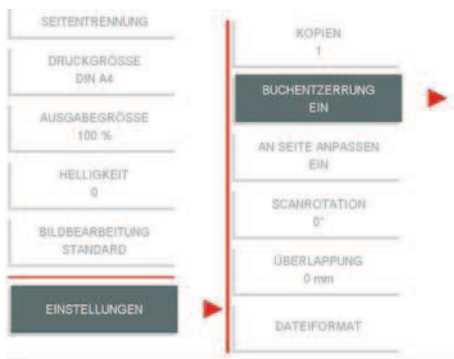 SEITENTRENNUNG
DRUCKGRÖSSE
DIN A4
AUSGABEGRÖSSE
100 %
HELLIGKEIT
0
BILDBEARBEITUNG
STANDARD
EINSTELLUNGEN
KOPIEN
1
BUCHENTZERRUNG
EIN
AN SEITE ANPASSEN
EIN
SCANROTATION
0°
ÜBERLAPPUNG
0 mm
DATEIFORMAT